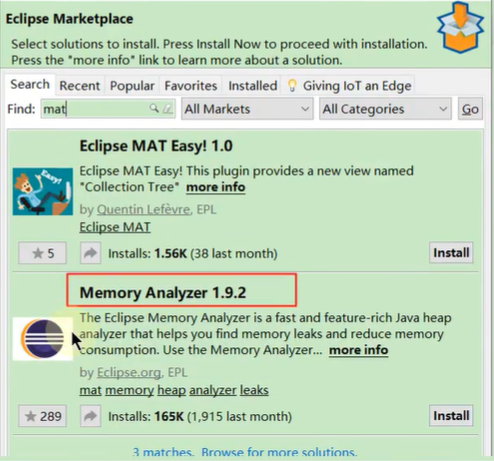 Eclipse Marketplace
Select solutions to install. Press Install Now to proceed with installation.
Press the "more info" link to learn more about a solution.
Search Recent Popular Favorites Installed Giving IoT an Edge
Find: mat All Markets All Categories Go
Eclipse MAT Easy! 1.0
Easy!
Eclipse MAT Easy! This plugin provides a new view named
"Collection Tree" more info
by Quentin Lefèvre, EPL
Eclipse MAT
5 Installs: 1.56K (38 last month) Install
Memory Analyzer 1.9.2
The Eclipse Memory Analyzer is a fast and feature-rich Java heap
analyzer that helps you find memory leaks and reduce memory
consumption. Use the Memory Analyzer... more info
by Eclipse.org, EPL
mat memory heap analyzer leaks
289 Installs: 165K (1,915 last month) Install
3 matches. Browse for more solutions.